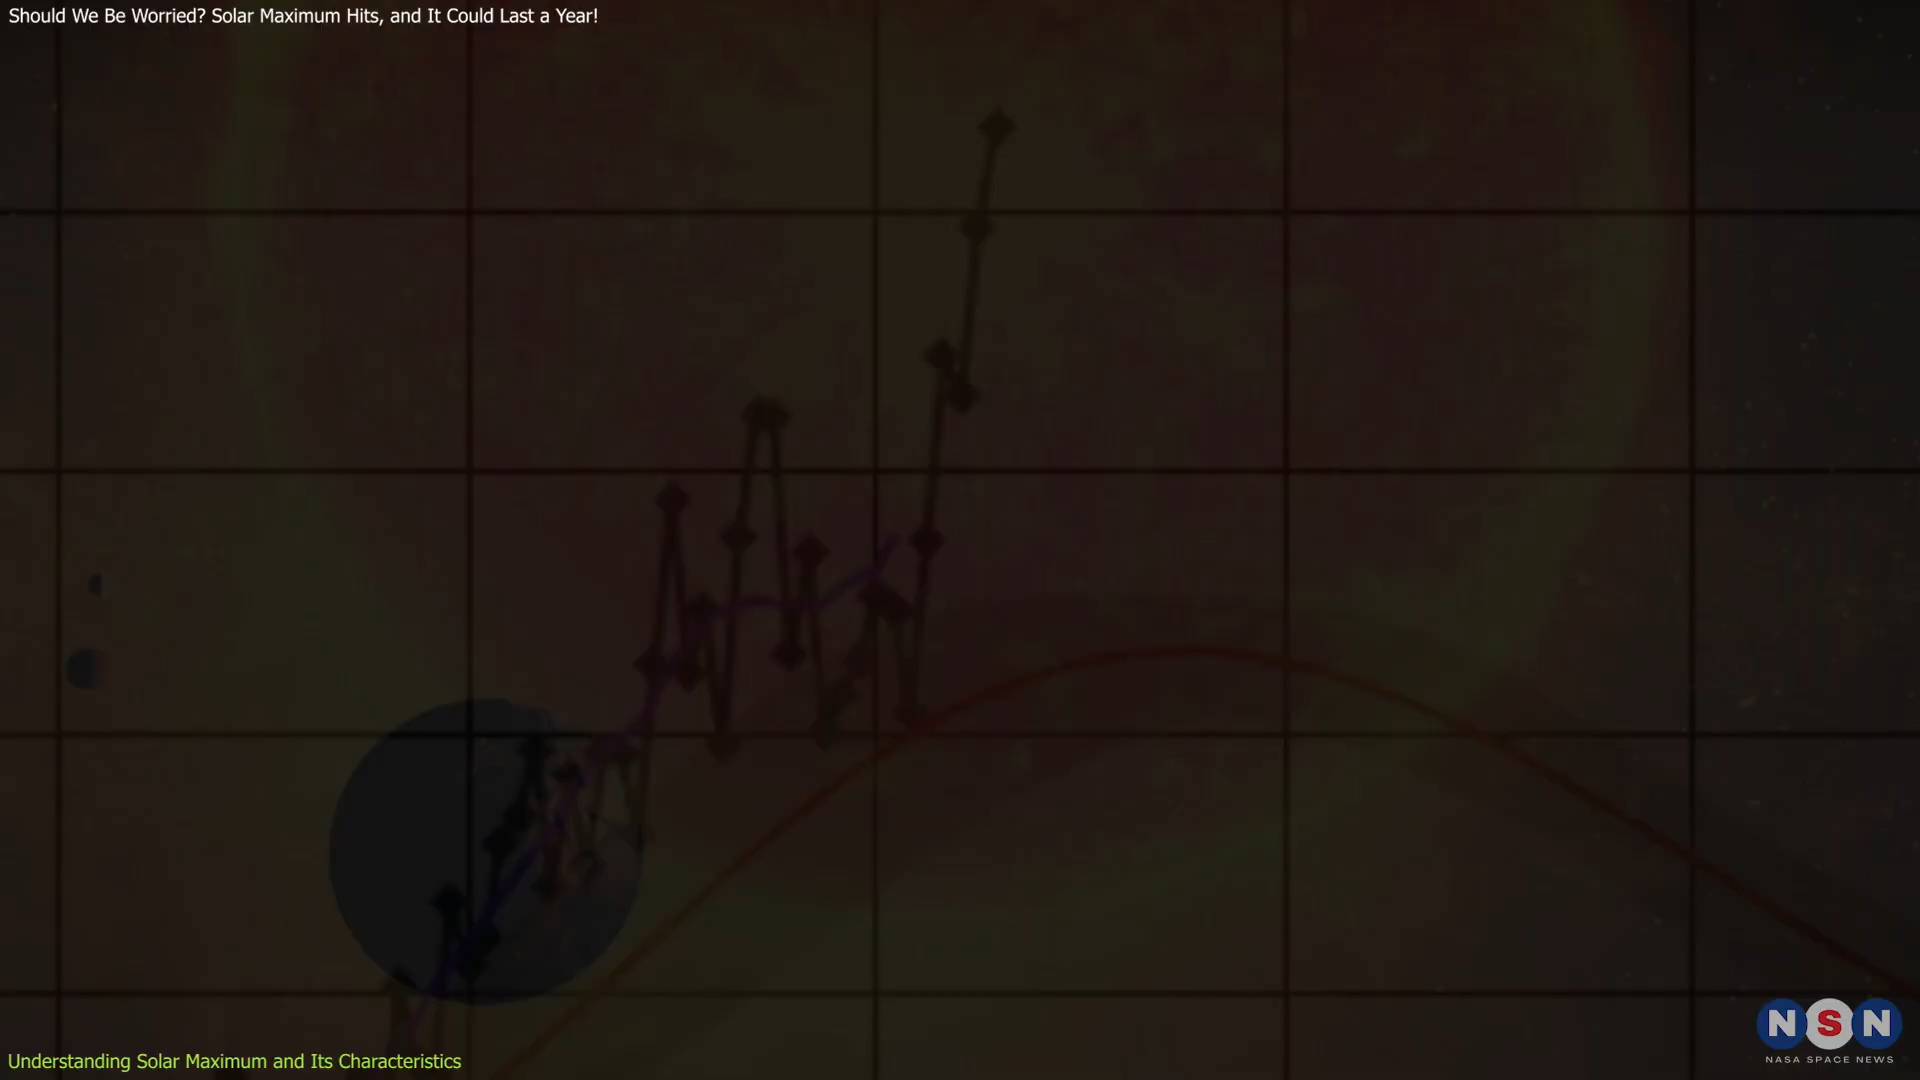 Should We Be Worried? Solar Maximum Hits, and It Could Last a Year!
Understanding Solar Maximum and Its Characteristics
NSN
NASA SPACE NEWS